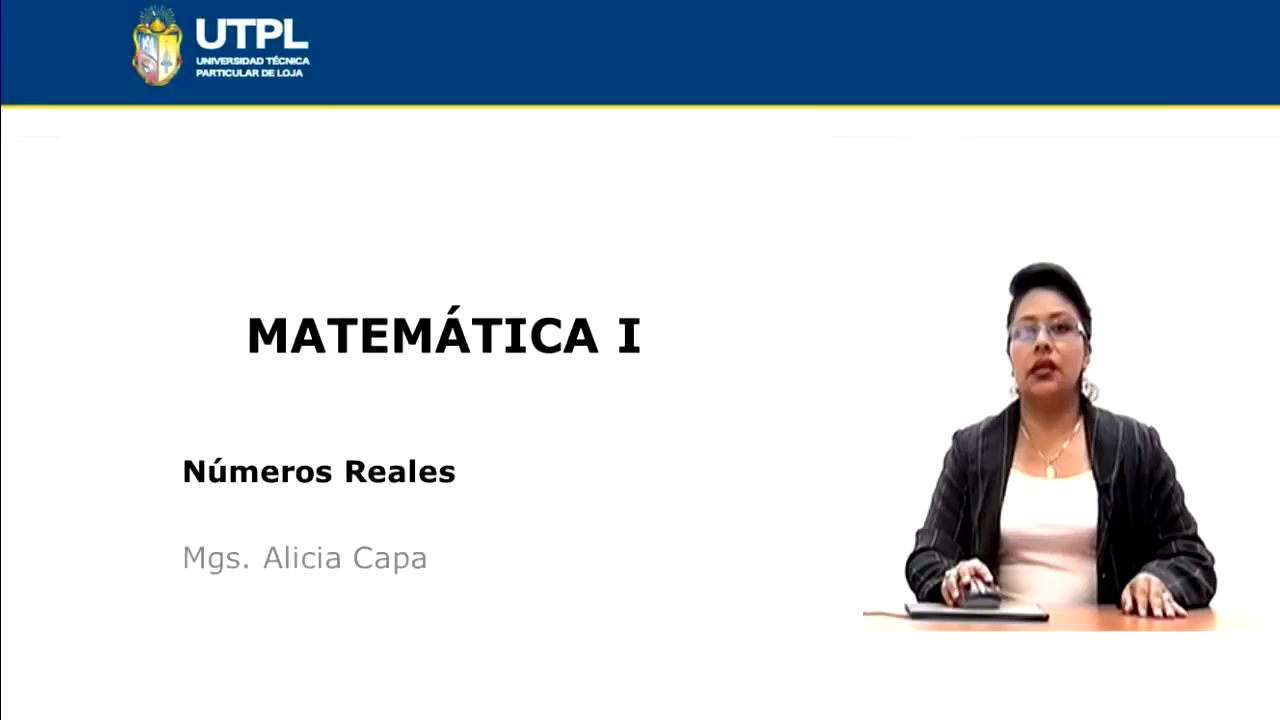 UTPL
UNIVERSIDAD TÉCNICA
PARTICULAR DE LOJA
MATEMÁTICA I
Números Reales
Mgs. Alicia Capa